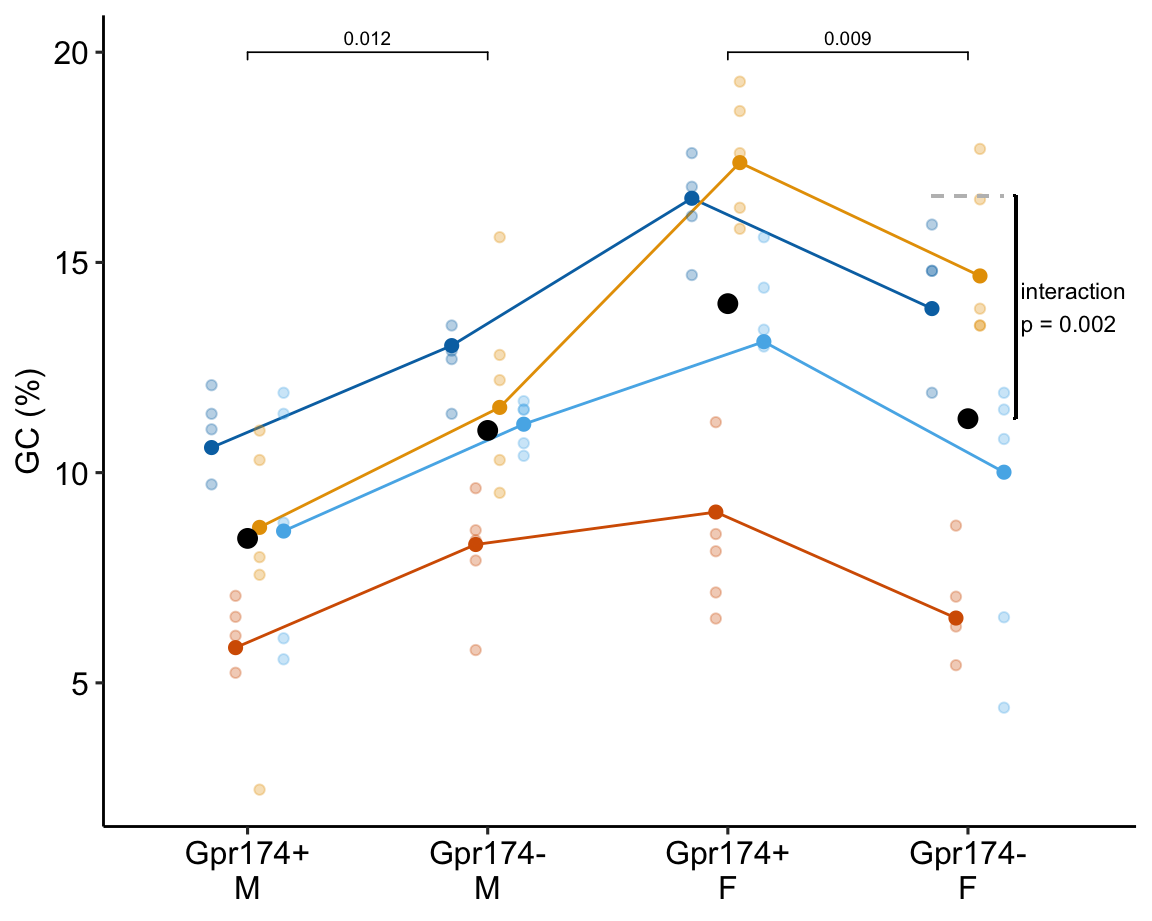 20
0.012
0.009
15
interaction
p = 0.002
GC (%)
10
5
Gpr174+
M
Gpr174-
M
Gpr174+
F
Gpr174-
F